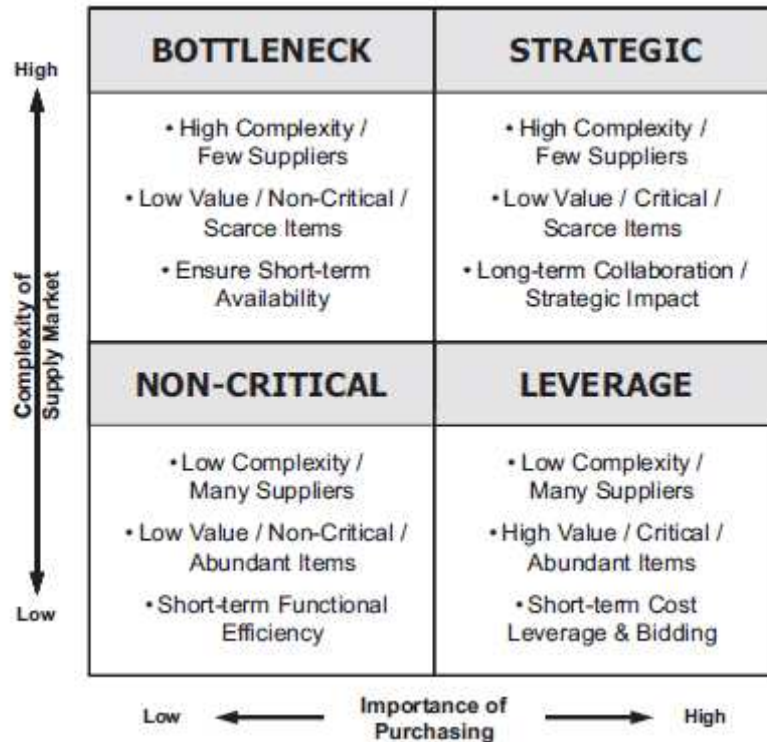 BOTTLENECK
STRATEGIC
High
• High Complexity /
Few Suppliers
• Low Value / Non-Critical /
Scarce Items
• Ensure Short-term
Availability
• High Complexity /
Few Suppliers
• Low Value / Critical /
Scarce Items
• Long-term Collaboration /
Strategic Impact
Complexity of
Supply Market
NON-CRITICAL
LEVERAGE
• Low Complexity /
Many Suppliers
• Low Value / Non-Critical /
Abundant Items
• Short-term Functional
Efficiency
• Low Complexity /
Many Suppliers
• High Value / Critical /
Abundant Items
• Short-term Cost
Leverage & Bidding
Low
Low
Importance of
Purchasing
High